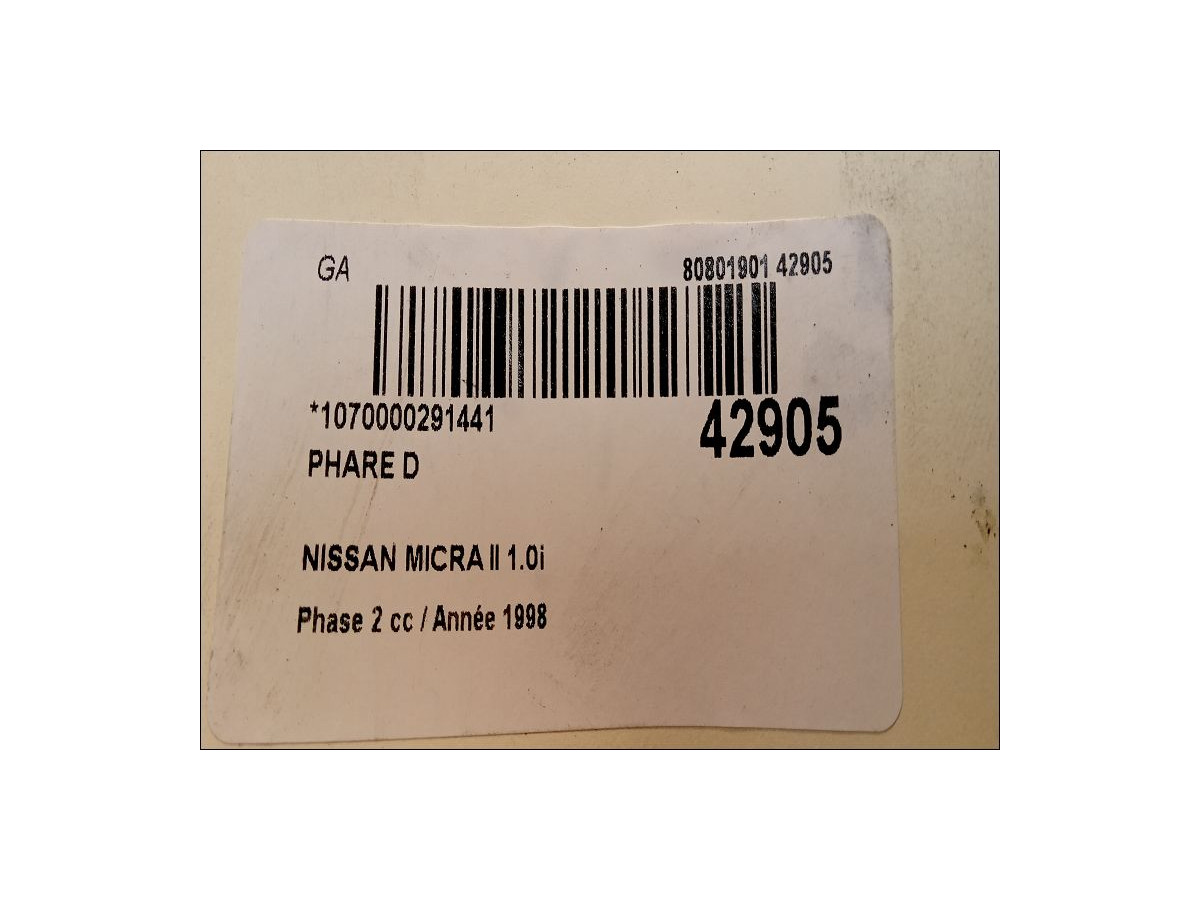 GA
80801901 42905
*1070000291441
42905
PHARE D
NISSAN MICRA II 1.0i
Phase 2 cc / Année 1998